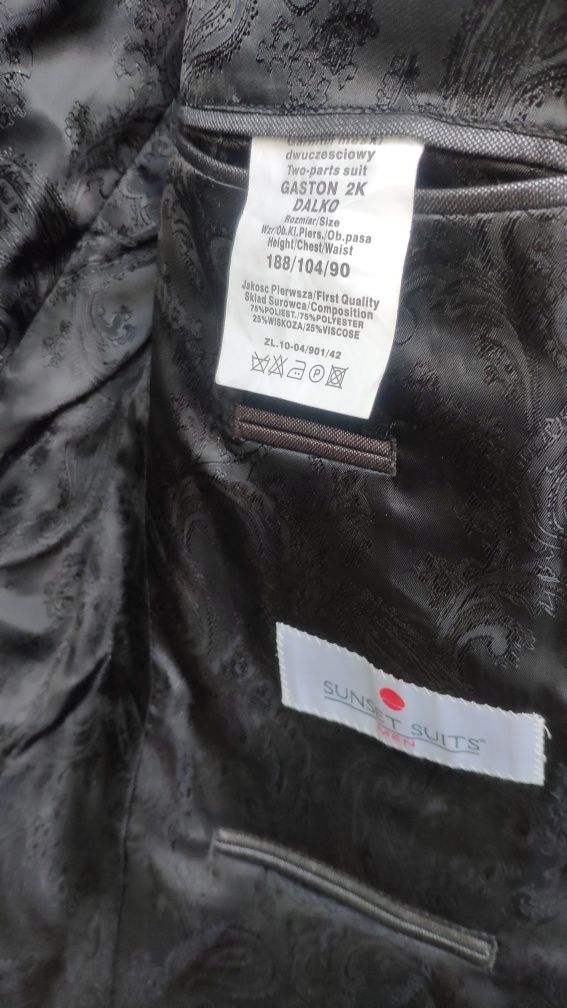 Garnitur męski
dwuczesciowy
Two-parts suit
GASTON 2K
DALKO
Rozmiar/Size
Wzr/Ob.Kl.Piers./Ob.pasa
Height/Chest/Waist
188/104/90
Jakosc Pierwsza/First Quality
Sklad Surowca/Composition
75%POLIEST./75%POLYESTER
25%WISKOZA/25%VISCOSE
ZL.10-04/901/42
P
SUNSET SUITS
MEN